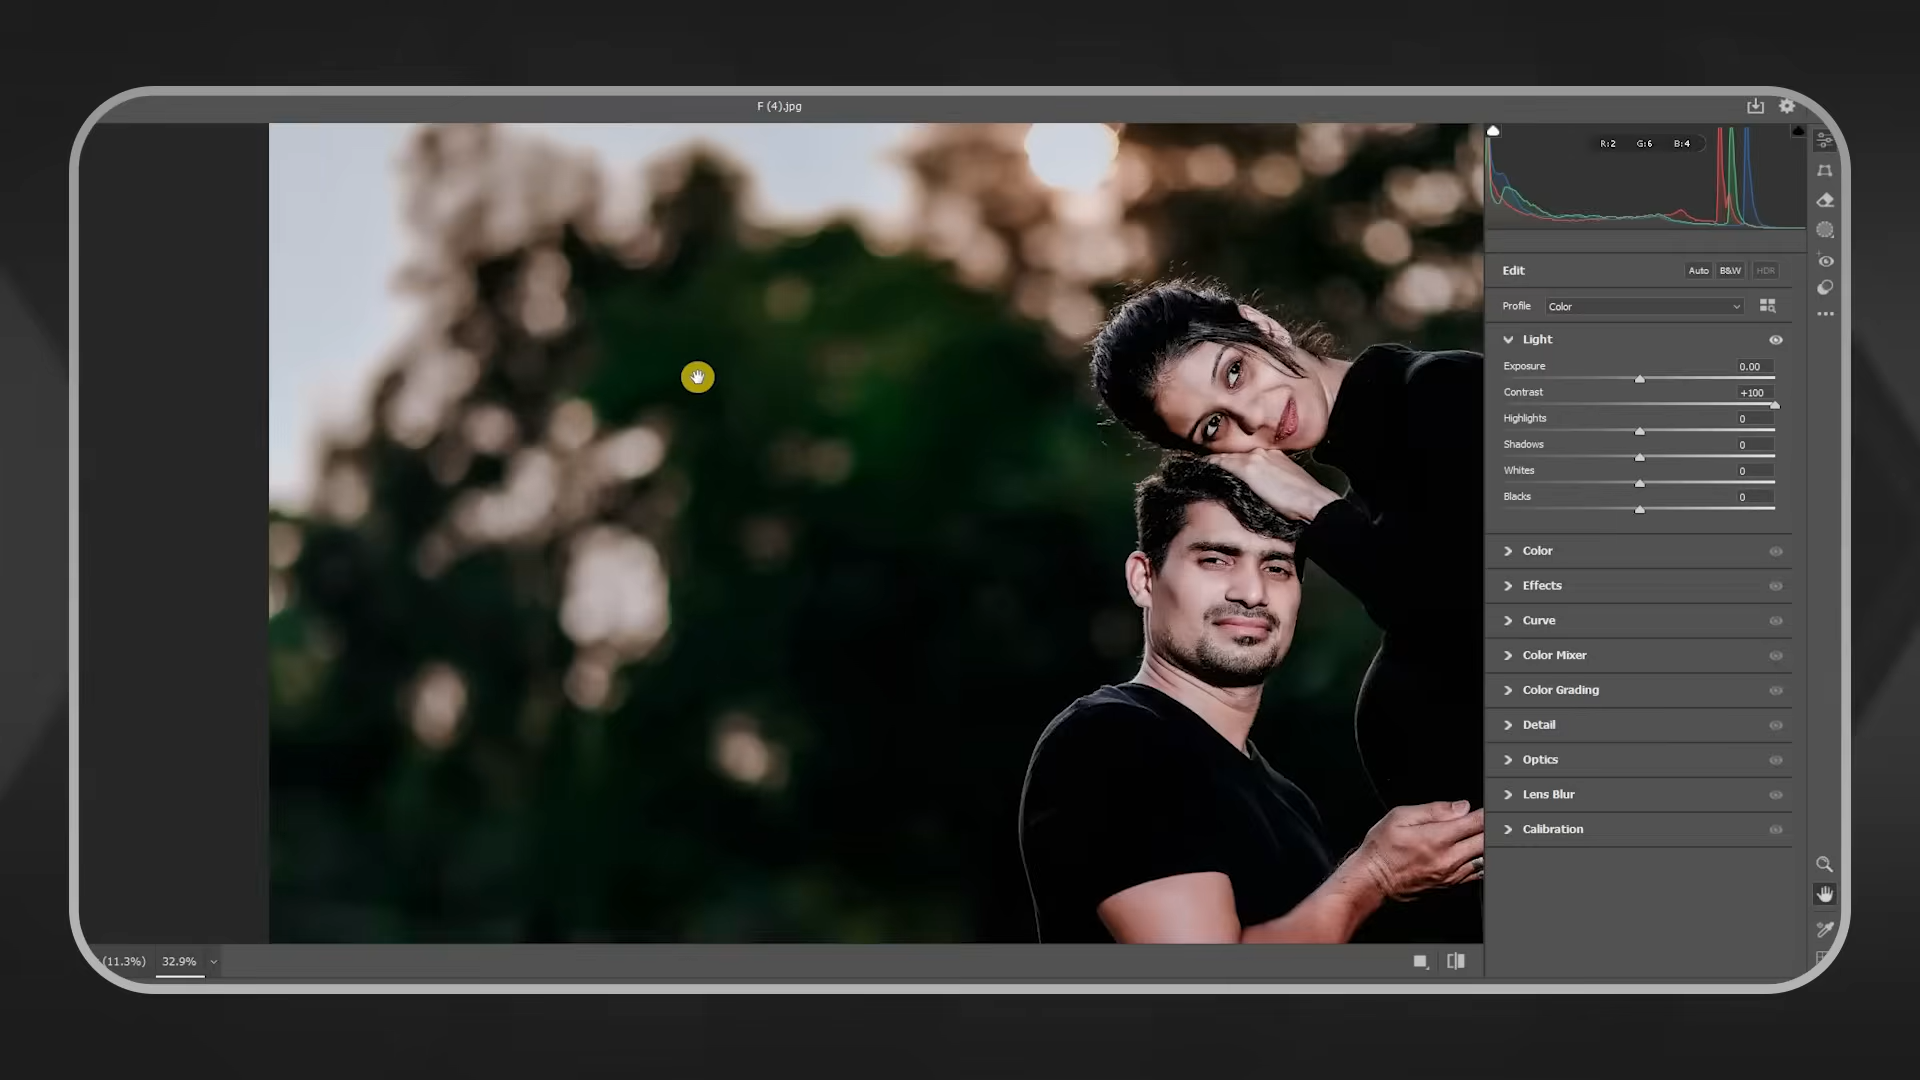 F (4).jpg
R:2 G:6 B:4
Edit Auto B&W HDR
Profile Color
Light
Exposure 0.00
Contrast +100
Highlights 0
Shadows 0
Whites 0
Blacks 0
Color
Effects
Curve
Color Mixer
Color Grading
Detail
Optics
Lens Blur
Calibration
(11.3%) 32.9%